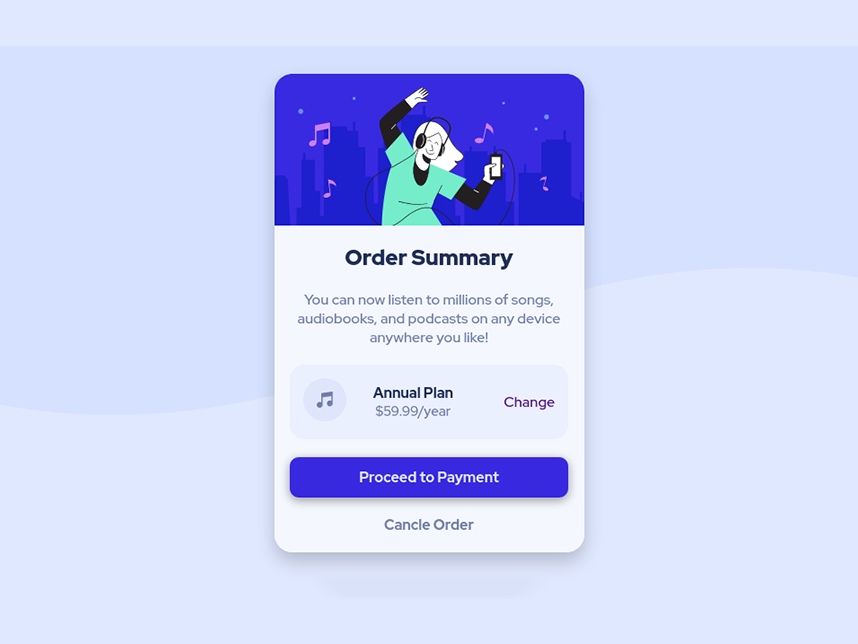 Order Summary
You can now listen to millions of songs,
audiobooks, and podcasts on any device
anywhere you like!
Annual Plan
$59.99/year
Change
Proceed to Payment
Cancle Order